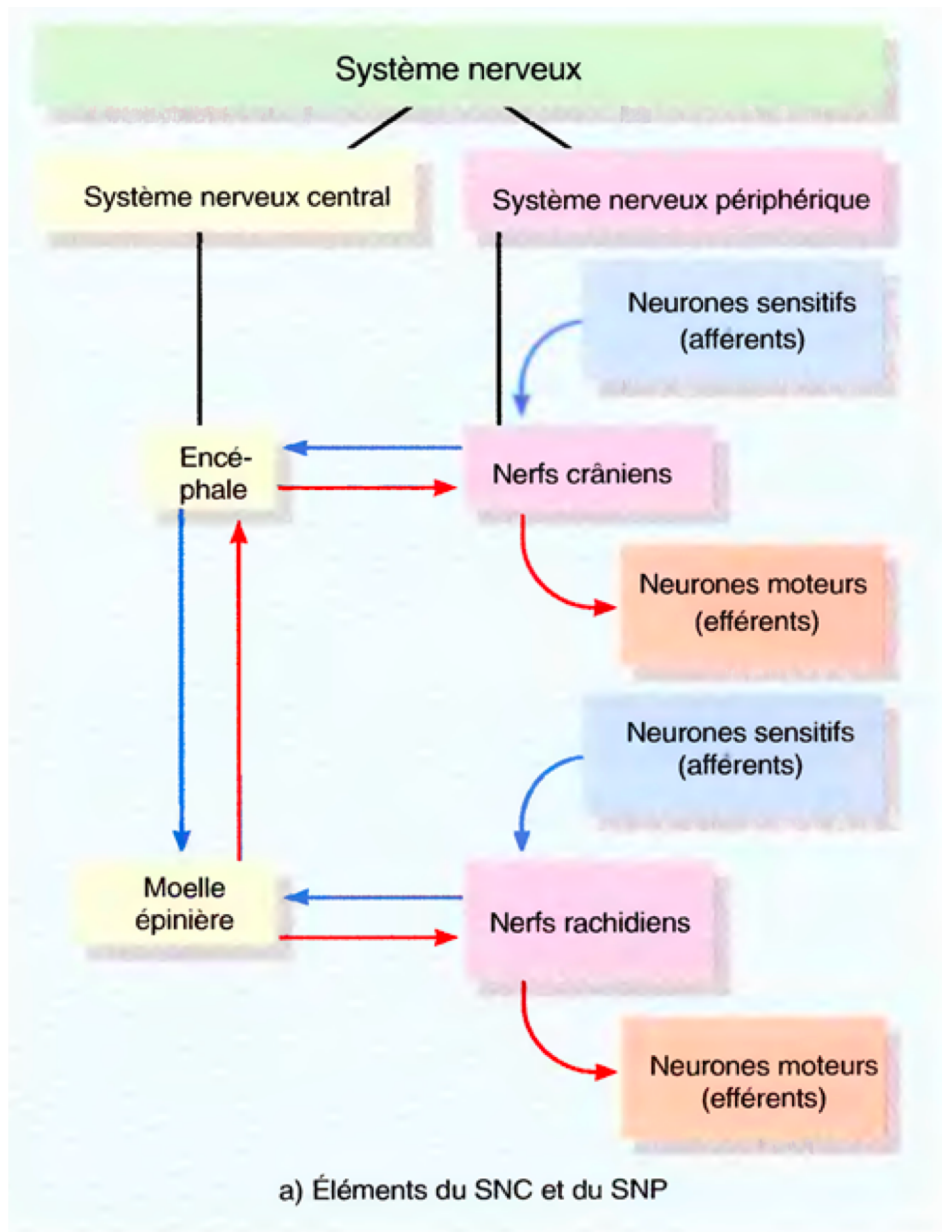 Système nerveux
Système nerveux central
Système nerveux périphérique
Neurones sensitifs
(afférents)
Encé-
phale
Nerfs crâniens
Neurones moteurs
(efférents)
Neurones sensitifs
(afférents)
Moelle
épinière
Nerfs rachidiens
Neurones moteurs
(efférents)
a) Éléments du SNC et du SNP